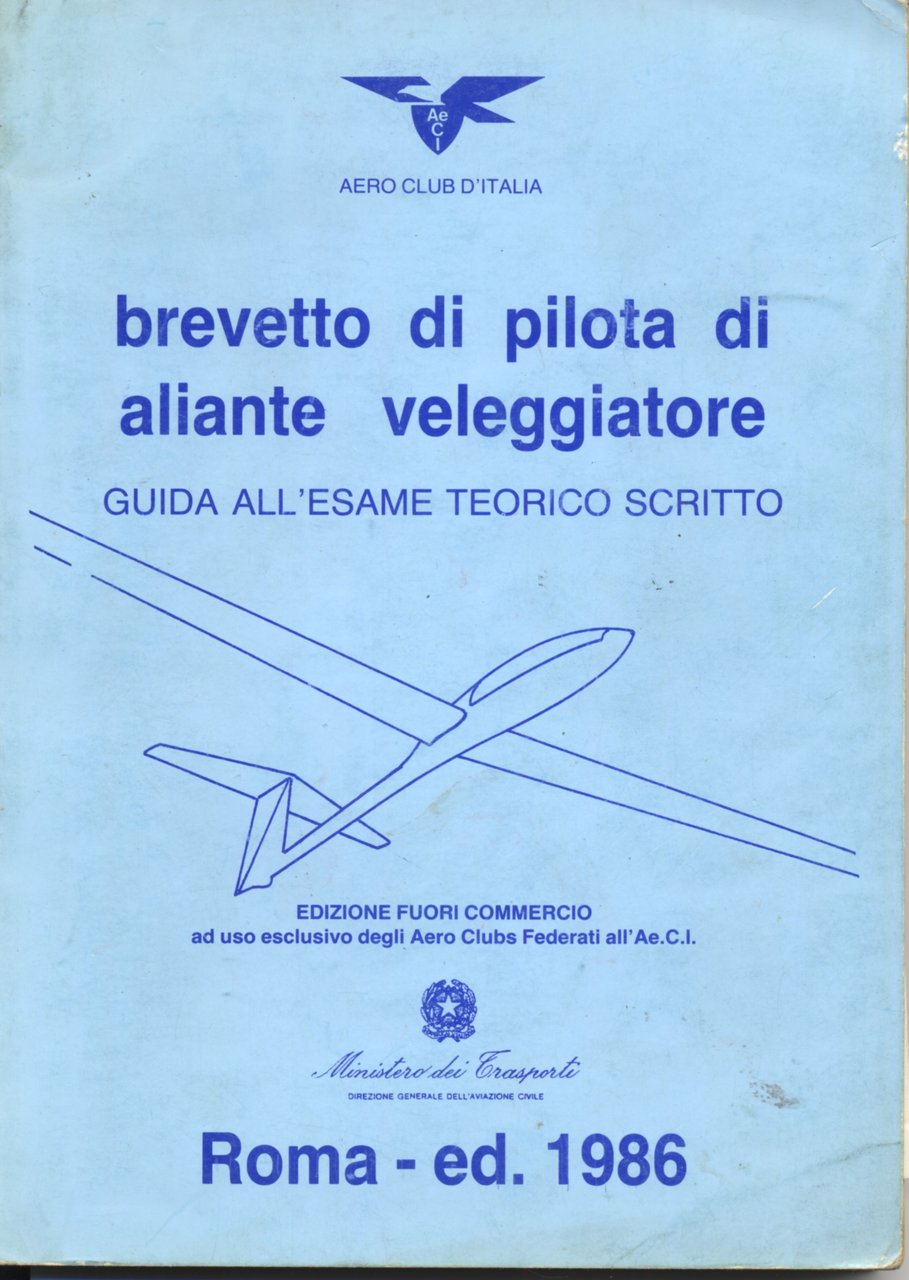 Ae
C
I
AERO CLUB D'ITALIA
brevetto di pilota di
aliante veleggiatore
GUIDA ALL'ESAME TEORICO SCRITTO
EDIZIONE FUORI COMMERCIO
ad uso esclusivo degli Aero Clubs Federati all'Ae.C.I.
Ministero dei Trasporti
DIREZIONE GENERALE DELL'AVIAZIONE CIVILE
Roma - ed. 1986